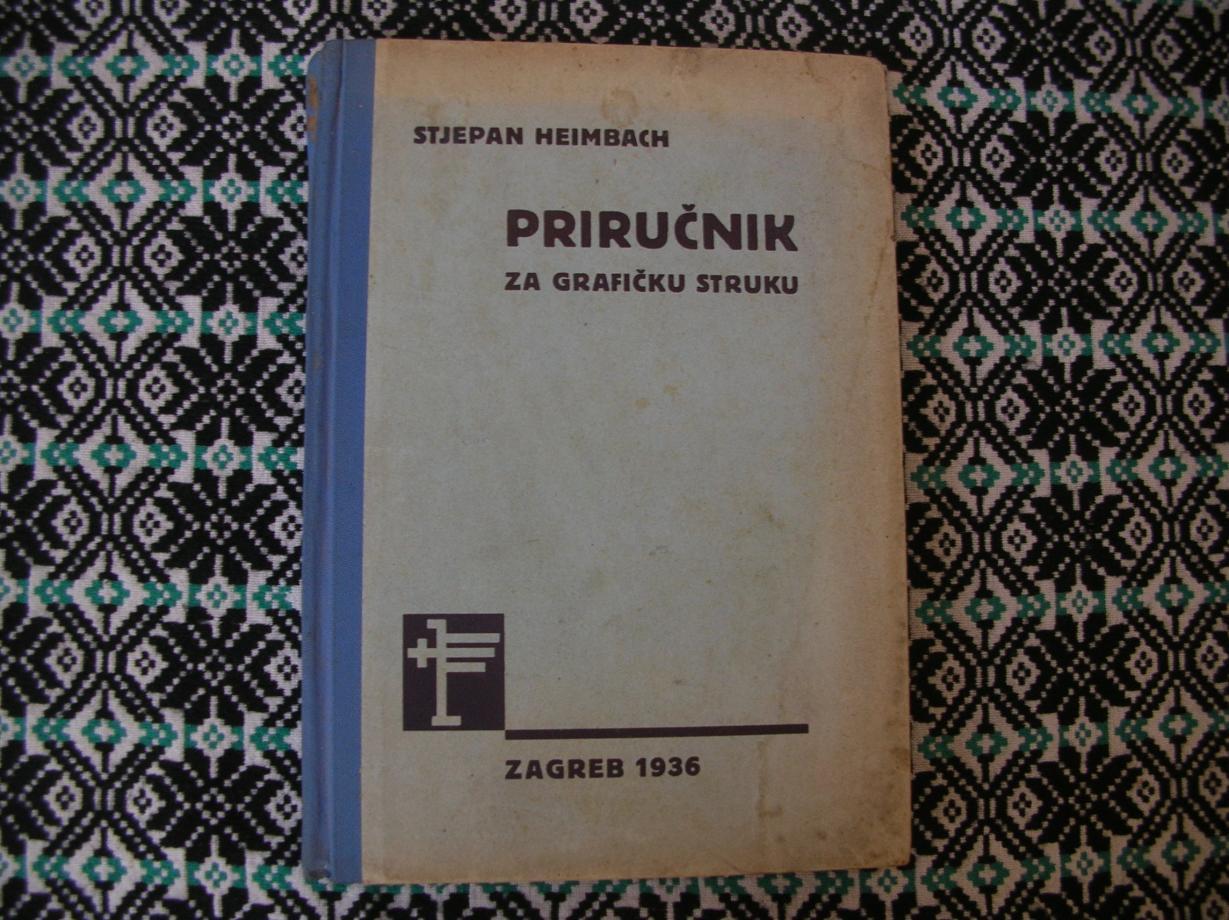 STJEPAN HEIMBACH
PRIRUČNIK
ZA GRAFIČKU STRUKU
ZAGREB 1936